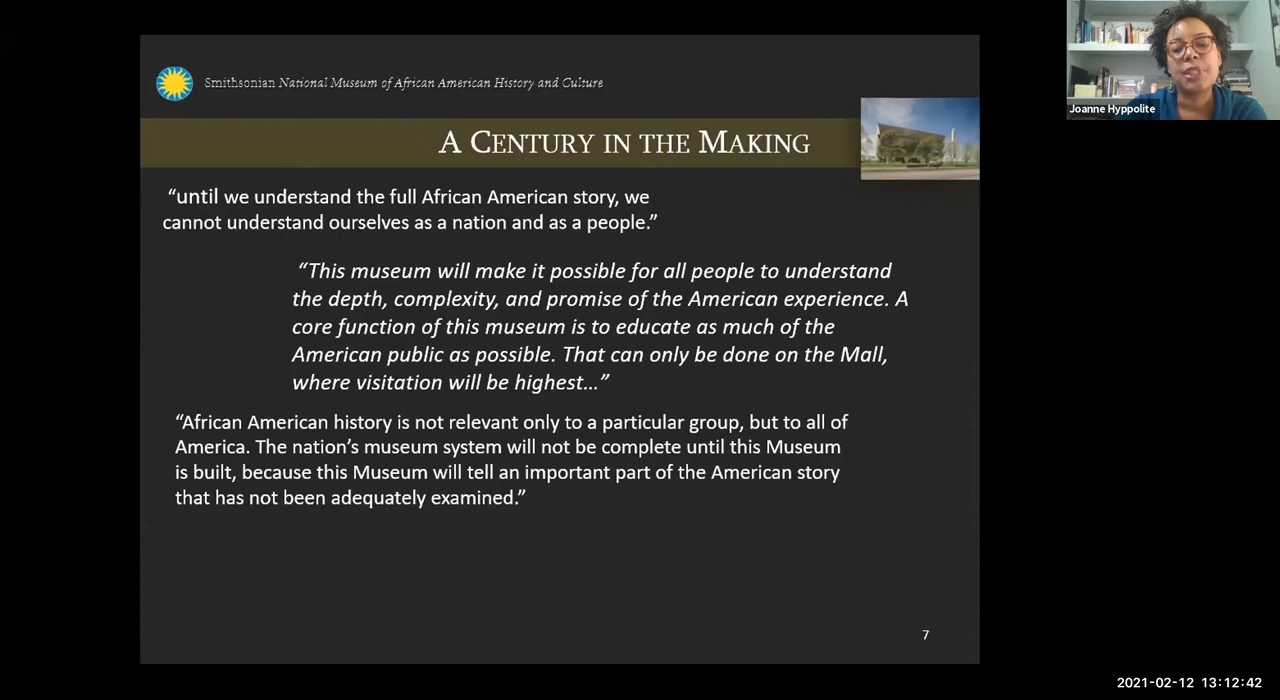 Smithsonian National Museum of African American History and Culture
A CENTURY IN THE MAKING
“until we understand the full African American story, we
cannot understand ourselves as a nation and as a people.”
“This museum will make it possible for all people to understand
the depth, complexity, and promise of the American experience. A
core function of this museum is to educate as much of the
American public as possible. That can only be done on the Mall,
where visitation will be highest…”
“African American history is not relevant only to a particular group, but to all of
America. The nation’s museum system will not be complete until this Museum
is built, because this Museum will tell an important part of the American story
that has not been adequately examined.”
7
Joanne Hyppolite
2021-02-12 13:12:42